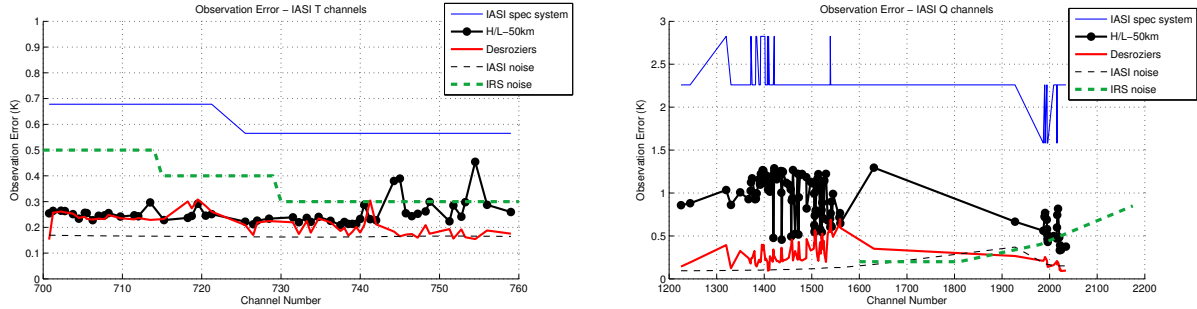 Observation Error − IASI T channels
IASI spec system
H/L−50km
Desroziers
IASI noise
IRS noise
Observation Error (K)
1
0.9
0.8
0.7
0.6
0.5
0.4
0.3
0.2
0.1
0
700 710 720 730 740 750 760
Channel Number
Observation Error − IASI Q channels
IASI spec system
H/L−50km
Desroziers
IASI noise
IRS noise
Observation Error (K)
3
2.5
2
1.5
1
0.5
0
1200 1300 1400 1500 1600 1700 1800 1900 2000 2100 2200
Channel Number